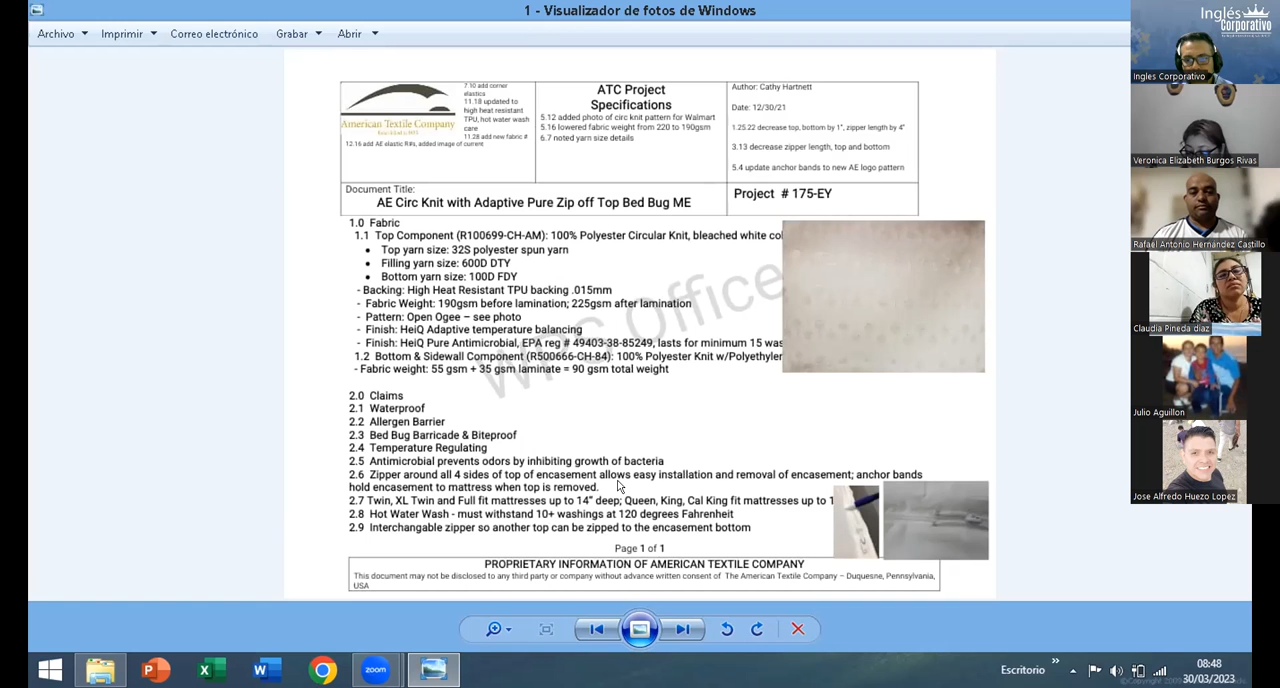 1 - Visualizador de fotos de Windows
Archivo
Imprimir
Correo electrónico
Grabar
Abrir
Inglés
Corporativo
Ingles Corporativo
Veronica Elizabeth Burgos Rivas
Rafael Antonio Hernandez Castillo
Claudia Pineda diaz
Julio Aguillon
Jose Alfredo Huezo Lopez
American Textile Company
7.10 add corner
elastics
11.18 updated to
high heat resistant
TPU, hot water wash
care
11.28 add new fabric #
12.16 add AE elastic R#s, added image of current
ATC Project
Specifications
5.12 added photo of circ knit pattern for Walmart
5.16 lowered fabric weight from 220 to 190gsm
6.7 noted yarn size details
Author: Cathy Hartnett
Date: 12/30/21
1.25.22 decrease top, bottom by 1", zipper length by 4"
3.13 decrease zipper length, top and bottom
5.4 update anchor bands to new AE logo pattern
Document Title:
AE Circ Knit with Adaptive Pure Zip off Top Bed Bug ME
Project # 175-EY
1.0 Fabric
1.1 Top Component (R100699-CH-AM): 100% Polyester Circular Knit, bleached white col
• Top yarn size: 32S polyester spun yarn
• Filling yarn size: 600D DTY
• Bottom yarn size: 100D FDY
- Backing: High Heat Resistant TPU backing .015mm
- Fabric Weight: 190gsm before lamination; 225gsm after lamination
- Pattern: Open Ogee – see photo
- Finish: HeiQ Adaptive temperature balancing
- Finish: HeiQ Pure Antimicrobial, EPA reg # 49403-38-85249, lasts for minimum 15 was
1.2 Bottom & Sidewall Component (R500666-CH-84): 100% Polyester Knit w/Polyethyler
- Fabric weight: 55 gsm + 35 gsm laminate = 90 gsm total weight
WPS Office
2.0 Claims
2.1 Waterproof
2.2 Allergen Barrier
2.3 Bed Bug Barricade & Biteproof
2.4 Temperature Regulating
2.5 Antimicrobial prevents odors by inhibiting growth of bacteria
2.6 Zipper around all 4 sides of top of encasement allows easy installation and removal of encasement; anchor bands
hold encasement to mattress when top is removed.
2.7 Twin, XL Twin and Full fit mattresses up to 14" deep; Queen, King, Cal King fit mattresses up to 1
2.8 Hot Water Wash - must withstand 10+ washings at 120 degrees Fahrenheit
2.9 Interchangable zipper so another top can be zipped to the encasement bottom
Page 1 of 1
PROPRIETARY INFORMATION OF AMERICAN TEXTILE COMPANY
This document may not be disclosed to any third party or company without advance written consent of The American Textile Company – Duquesne, Pennsylvania,
USA
zoom
Escritorio
08:48
30/03/2023